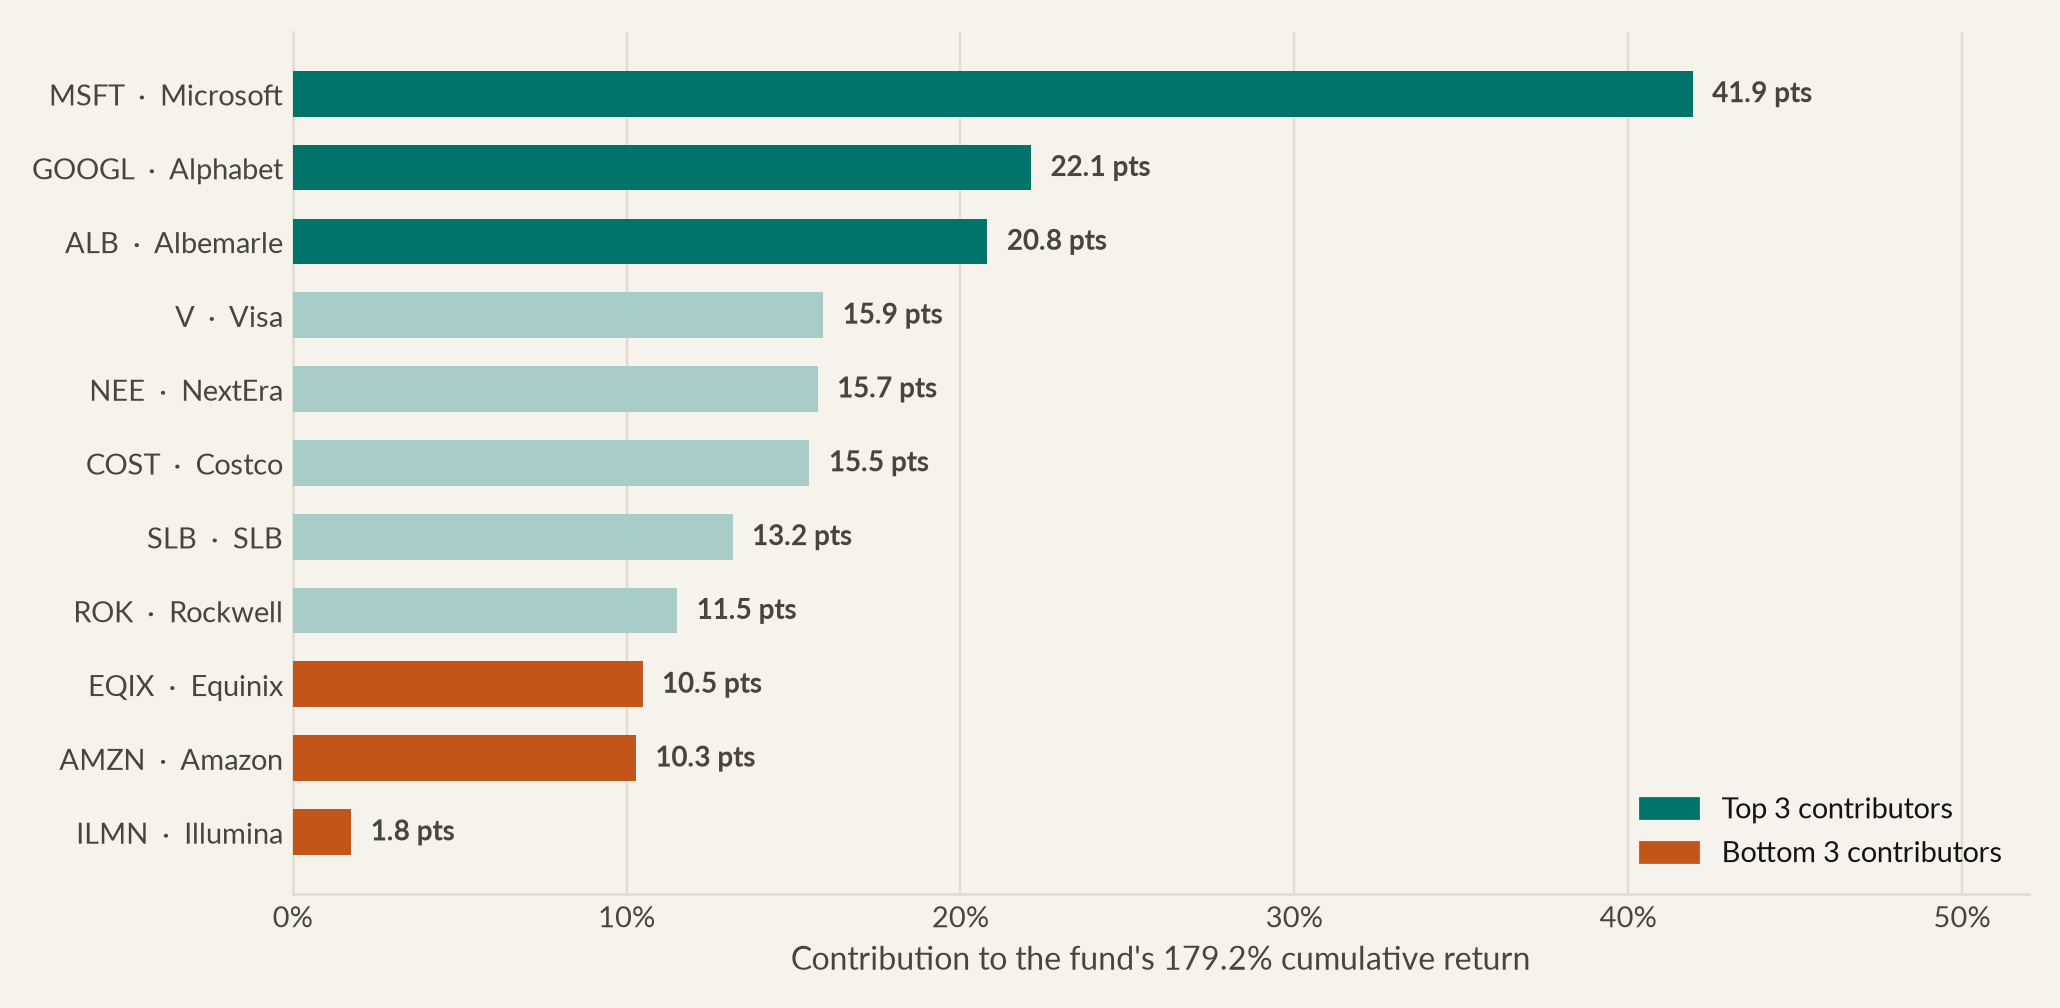 MSFT · Microsoft 41.9 pts
GOOGL · Alphabet 22.1 pts
ALB · Albemarle 20.8 pts
V · Visa 15.9 pts
NEE · NextEra 15.7 pts
COST · Costco 15.5 pts
SLB · SLB 13.2 pts
ROK · Rockwell 11.5 pts
EQIX · Equinix 10.5 pts
AMZN · Amazon 10.3 pts
ILMN · Illumina 1.8 pts
Top 3 contributors
Bottom 3 contributors
0% 10% 20% 30% 40% 50%
Contribution to the fund's 179.2% cumulative return